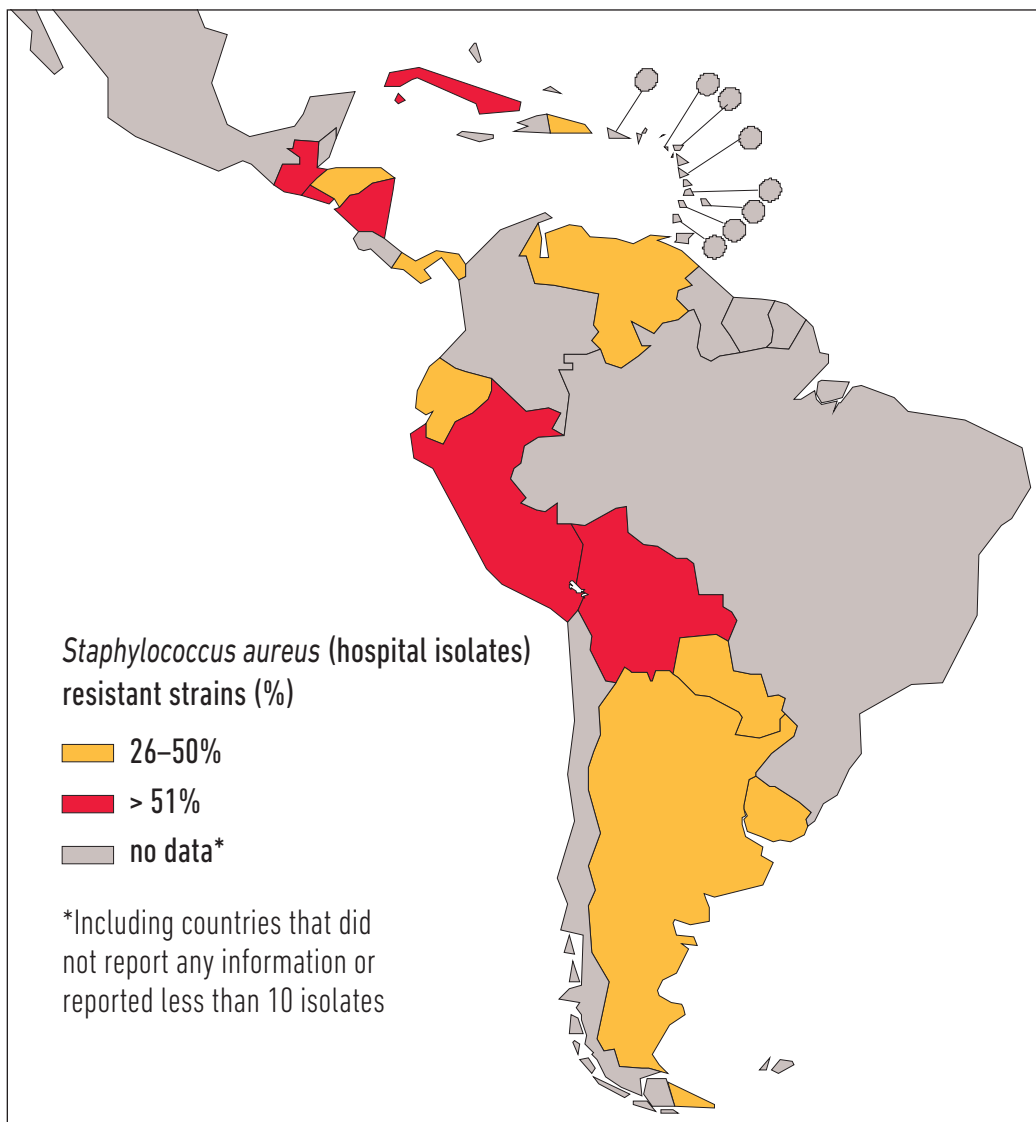 Staphylococcus aureus (hospital isolates)
resistant strains (%)
26–50%
> 51%
no data*
*Including countries that did
not report any information or
reported less than 10 isolates